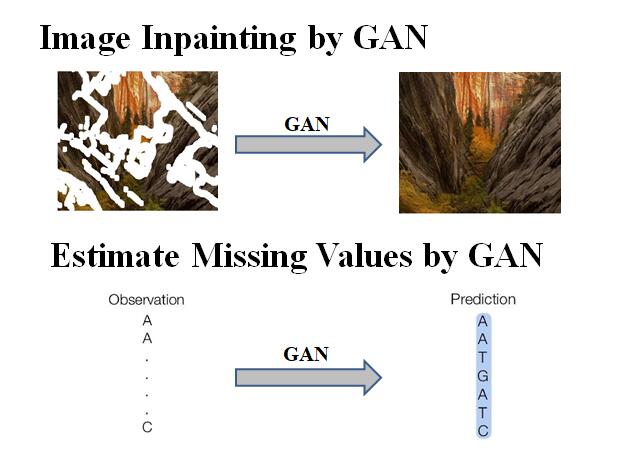 Image Inpainting by GAN
GAN
Estimate Missing Values by GAN
Observation
A
A
.
.
.
.
C
GAN
Prediction
A
A
T
G
A
T
C